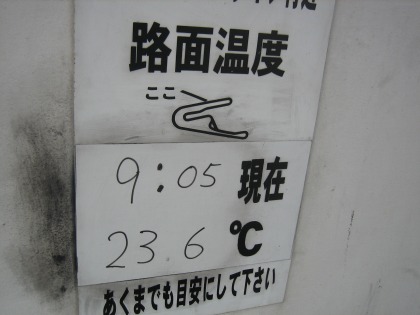 路面温度
ここ
9:05 現在
23.6 ℃
あくまでも目安にして下さい